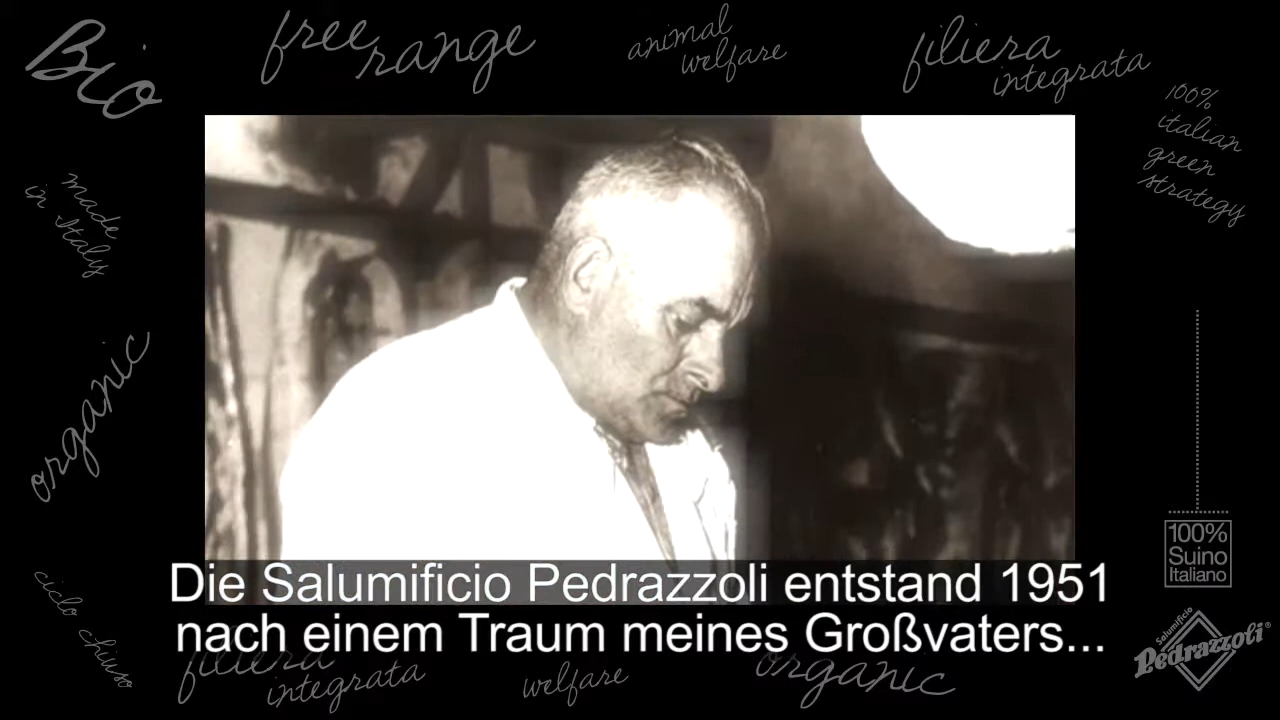 Bio
free
range
animal
welfare
filiera
integrata
100%
italian
green
strategy
made
in Italy
organic
100%
Suino
Italiano
ciclo chiuso
Die Salumificio Pedrazzoli entstand 1951
nach einem Traum meines Großvaters...
Salumificio
Pedrazzoli®
filiera
integrata
welfare
organic